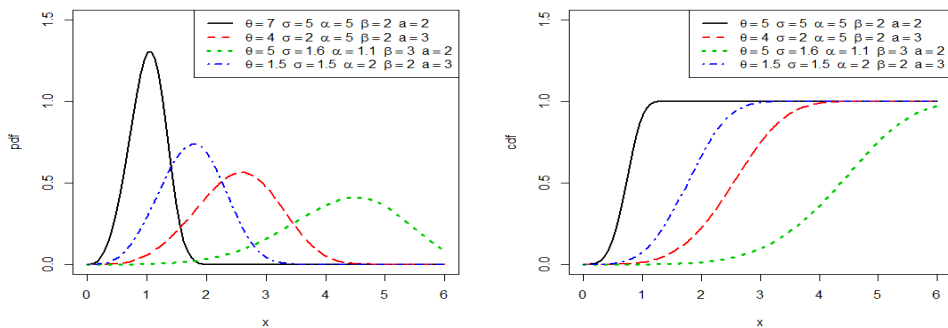 θ = 7 σ = 5 α = 5 β = 2 a = 2
θ = 4 σ = 2 α = 5 β = 2 a = 3
θ = 5 σ = 1.6 α = 1.1 β = 3 a = 2
θ = 1.5 σ = 1.5 α = 2 β = 2 a = 3
1.5
1.0
0.5
0.0
pdf
0 1 2 3 4 5 6
x
θ = 5 σ = 5 α = 5 β = 2 a = 2
θ = 4 σ = 2 α = 5 β = 2 a = 3
θ = 5 σ = 1.6 α = 1.1 β = 3 a = 2
θ = 1.5 σ = 1.5 α = 2 β = 2 a = 3
1.5
1.0
0.5
0.0
cdf
0 1 2 3 4 5 6
x